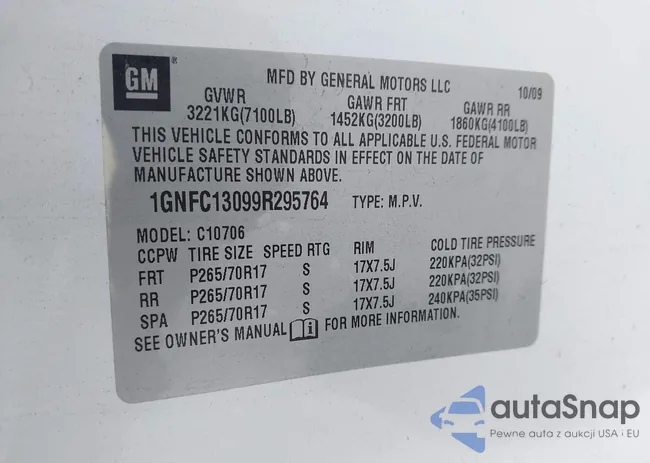 GM ®
MFD BY GENERAL MOTORS LLC
10/09
GVWR GAWR FRT GAWR RR
3221KG(7100LB) 1452KG(3200LB) 1860KG(4100LB)
THIS VEHICLE CONFORMS TO ALL APPLICABLE U.S. FEDERAL MOTOR
VEHICLE SAFETY STANDARDS IN EFFECT ON THE DATE OF
MANUFACTURE SHOWN ABOVE.
1GNFC13099R295764 TYPE: M.P.V.
MODEL: C10706
CCPW TIRE SIZE SPEED RTG RIM COLD TIRE PRESSURE
FRT P265/70R17 S 17X7.5J 220KPA(32PSI)
RR P265/70R17 S 17X7.5J 220KPA(32PSI)
SPA P265/70R17 S 17X7.5J 240KPA(35PSI)
SEE OWNER'S MANUAL FOR MORE INFORMATION.
autaSnap
Pewne auta z aukcji USA i EU